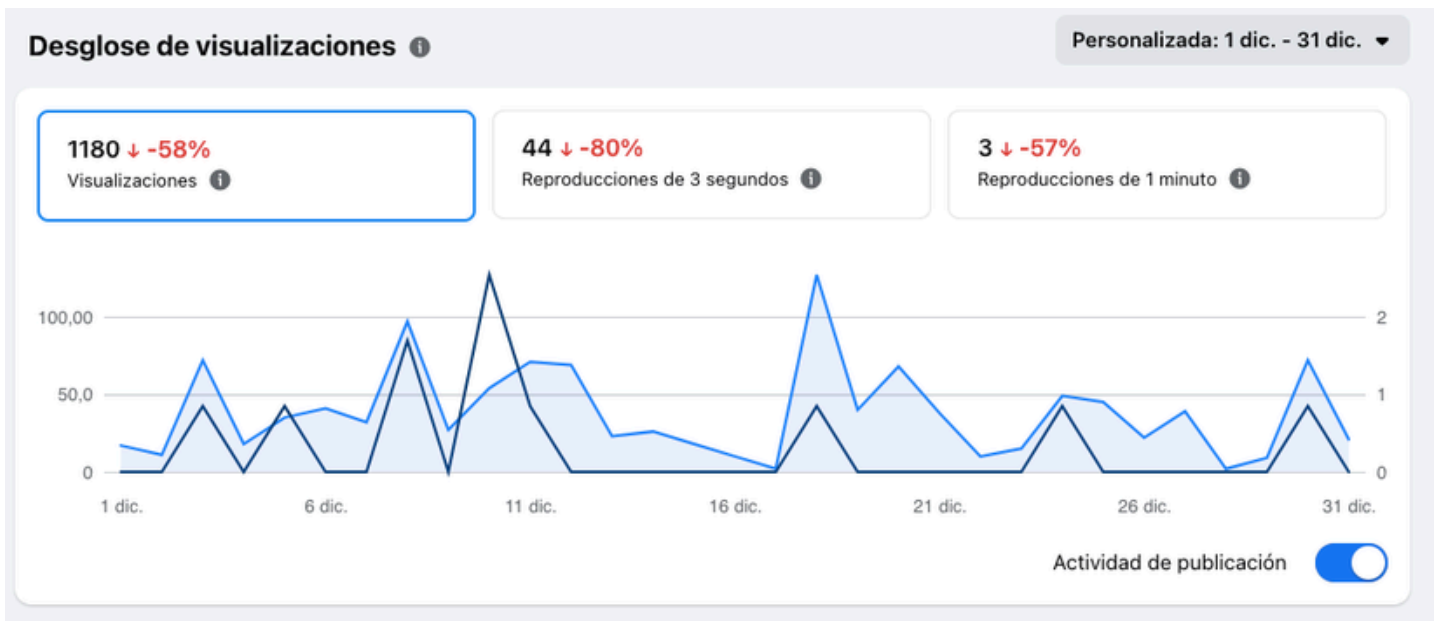 Desglose de visualizaciones
Personalizada: 1 dic. - 31 dic.
1180 ↓ -58%
Visualizaciones
44 ↓ -80%
Reproducciones de 3 segundos
3 ↓ -57%
Reproducciones de 1 minuto
100,00
2
50,0
1
0
0
1 dic.
6 dic.
11 dic.
16 dic.
21 dic.
26 dic.
31 dic.
Actividad de publicación